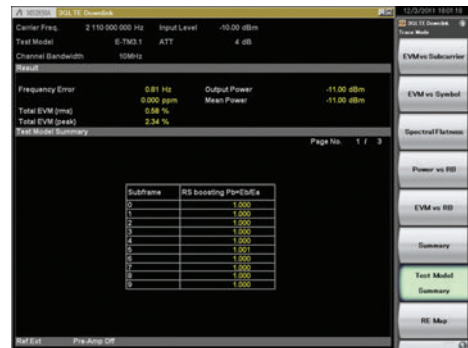 MS2690A 3GLTE Downlink
12/3/2011 18:01:18
Carrier Freq. 2 110 000 000 Hz Input Level -10.00 dBm
Test Model E-TM3.1 ATT 4 dB
Channel Bandwidth 10MHz
Result
Frequency Error 0.81 Hz Output Power -11.00 dBm
0.000 ppm Mean Power -11.00 dBm
Total EVM (rms) 0.58 %
Total EVM (peak) 2.34 %
Test Model Summary
Page No. 1 / 3
Subframe RS boosting Pb=Eb/Ea
0 1.000
1 1.000
2 1.000
3 1.000
4 1.000
5 1.001
6 1.000
7 1.000
8 1.000
9 1.000
Ref.Ext Pre-Amp Off
3GLTE Downlink
Trace Mode
EVM vs Subcarrier
EVM vs Symbol
Spectral Flatness
Power vs RB
EVM vs RB
Summary
Test Model
Summary
RE Map